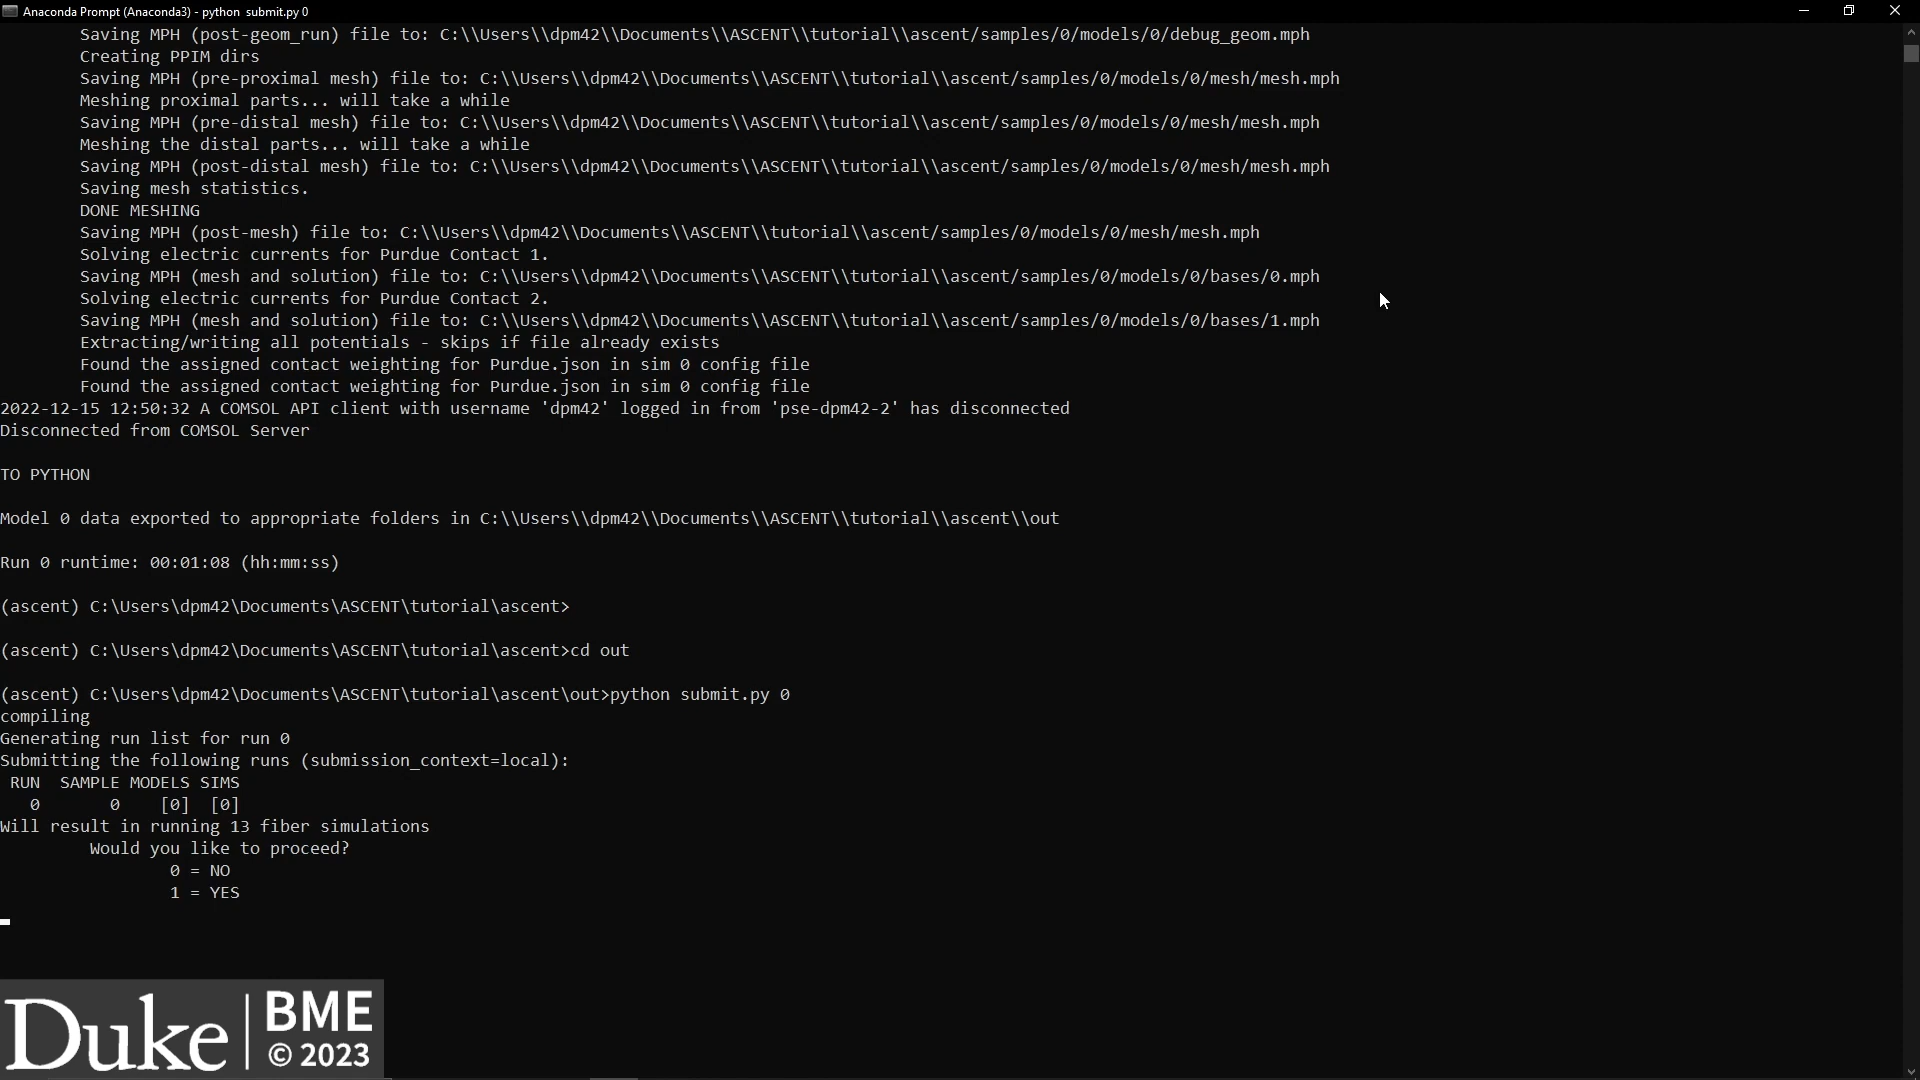 Anaconda Prompt (Anaconda3) - python  submit.py 0
Saving MPH (post-geom_run) file to: C:\\Users\\dpm42\\Documents\\ASCENT\\tutorial\\ascent/samples/0/models/0/debug_geom.mph
Creating PPIM dirs
Saving MPH (pre-proximal mesh) file to: C:\\Users\\dpm42\\Documents\\ASCENT\\tutorial\\ascent/samples/0/models/0/mesh/mesh.mph
Meshing proximal parts... will take a while
Saving MPH (pre-distal mesh) file to: C:\\Users\\dpm42\\Documents\\ASCENT\\tutorial\\ascent/samples/0/models/0/mesh/mesh.mph
Meshing the distal parts... will take a while
Saving MPH (post-distal mesh) file to: C:\\Users\\dpm42\\Documents\\ASCENT\\tutorial\\ascent/samples/0/models/0/mesh/mesh.mph
Saving mesh statistics.
DONE MESHING
Saving MPH (post-mesh) file to: C:\\Users\\dpm42\\Documents\\ASCENT\\tutorial\\ascent/samples/0/models/0/mesh/mesh.mph
Solving electric currents for Purdue Contact 1.
Saving MPH (mesh and solution) file to: C:\\Users\\dpm42\\Documents\\ASCENT\\tutorial\\ascent/samples/0/models/0/bases/0.mph
Solving electric currents for Purdue Contact 2.
Saving MPH (mesh and solution) file to: C:\\Users\\dpm42\\Documents\\ASCENT\\tutorial\\ascent/samples/0/models/0/bases/1.mph
Extracting/writing all potentials - skips if file already exists
Found the assigned contact weighting for Purdue.json in sim 0 config file
Found the assigned contact weighting for Purdue.json in sim 0 config file
2022-12-15 12:50:32 A COMSOL API client with username 'dpm42' logged in from 'pse-dpm42-2' has disconnected
Disconnected from COMSOL Server
TO PYTHON
Model 0 data exported to appropriate folders in C:\\Users\\dpm42\\Documents\\ASCENT\\tutorial\\ascent\\out
Run 0 runtime: 00:01:08 (hh:mm:ss)
(ascent) C:\Users\dpm42\Documents\ASCENT\tutorial\ascent>
(ascent) C:\Users\dpm42\Documents\ASCENT\tutorial\ascent>cd out
(ascent) C:\Users\dpm42\Documents\ASCENT\tutorial\ascent\out>python submit.py 0
compiling
Generating run list for run 0
Submitting the following runs (submission_context=local):
RUN  SAMPLE MODELS SIMS
0       0    [0]  [0]
Will result in running 13 fiber simulations
Would you like to proceed?
0 = NO
1 = YES
Duke
BME
© 2023